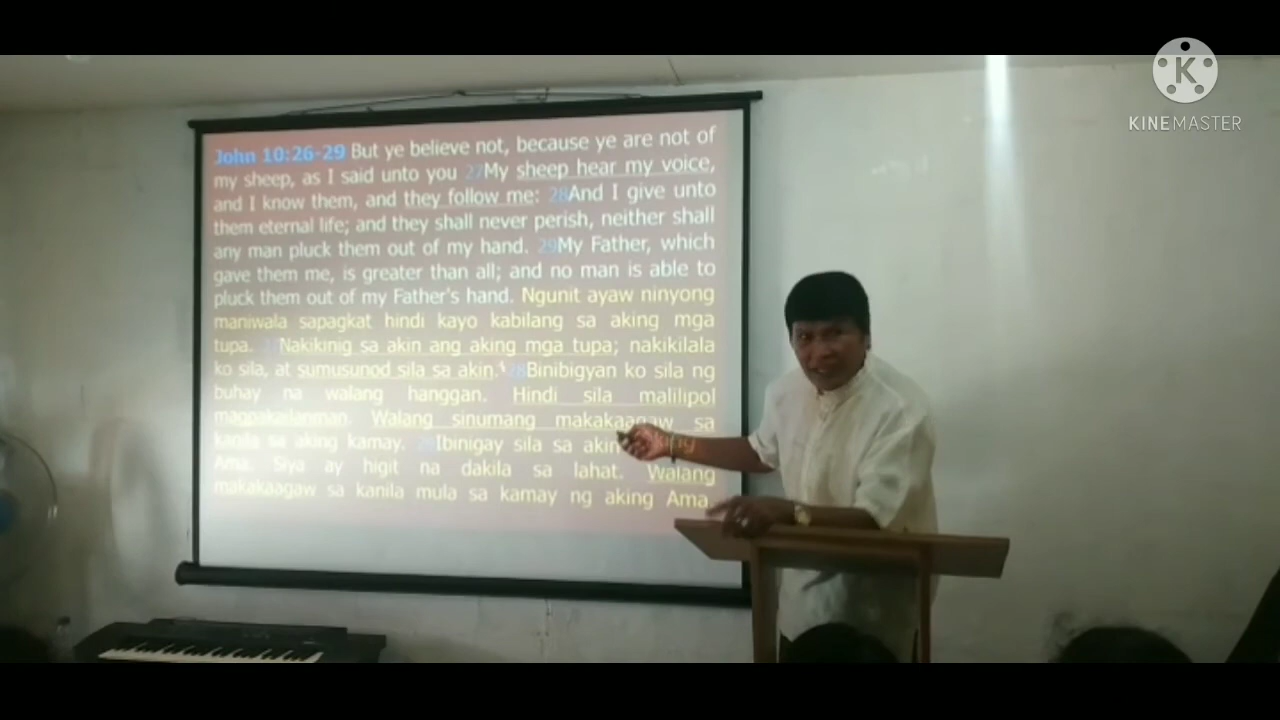 John 10:26-29 But ye believe not, because ye are not of
my sheep, as I said unto you 27My sheep hear my voice,
and I know them, and they follow me: 28And I give unto
them eternal life; and they shall never perish, neither shall
any man pluck them out of my hand. 29My Father, which
gave them me, is greater than all; and no man is able to
pluck them out of my Father's hand. Ngunit ayaw ninyong
maniwala sapagkat hindi kayo kabilang sa aking mga
tupa. Nakikinig sa akin ang aking mga tupa; nakikilala
ko sila, at sumusunod sila sa akin. 28Binibigyan ko sila ng
buhay na walang hanggan. Hindi sila malilipol
magpakailanman. Walang sinumang makakaagaw sa
kanila sa aking kamay. 29Ibinigay sila sa akin
Ama. Siya ay higit na dakila sa lahat. Walang
makakaagaw sa kanila mula sa kamay ng aking Ama.
K
KINEMASTER